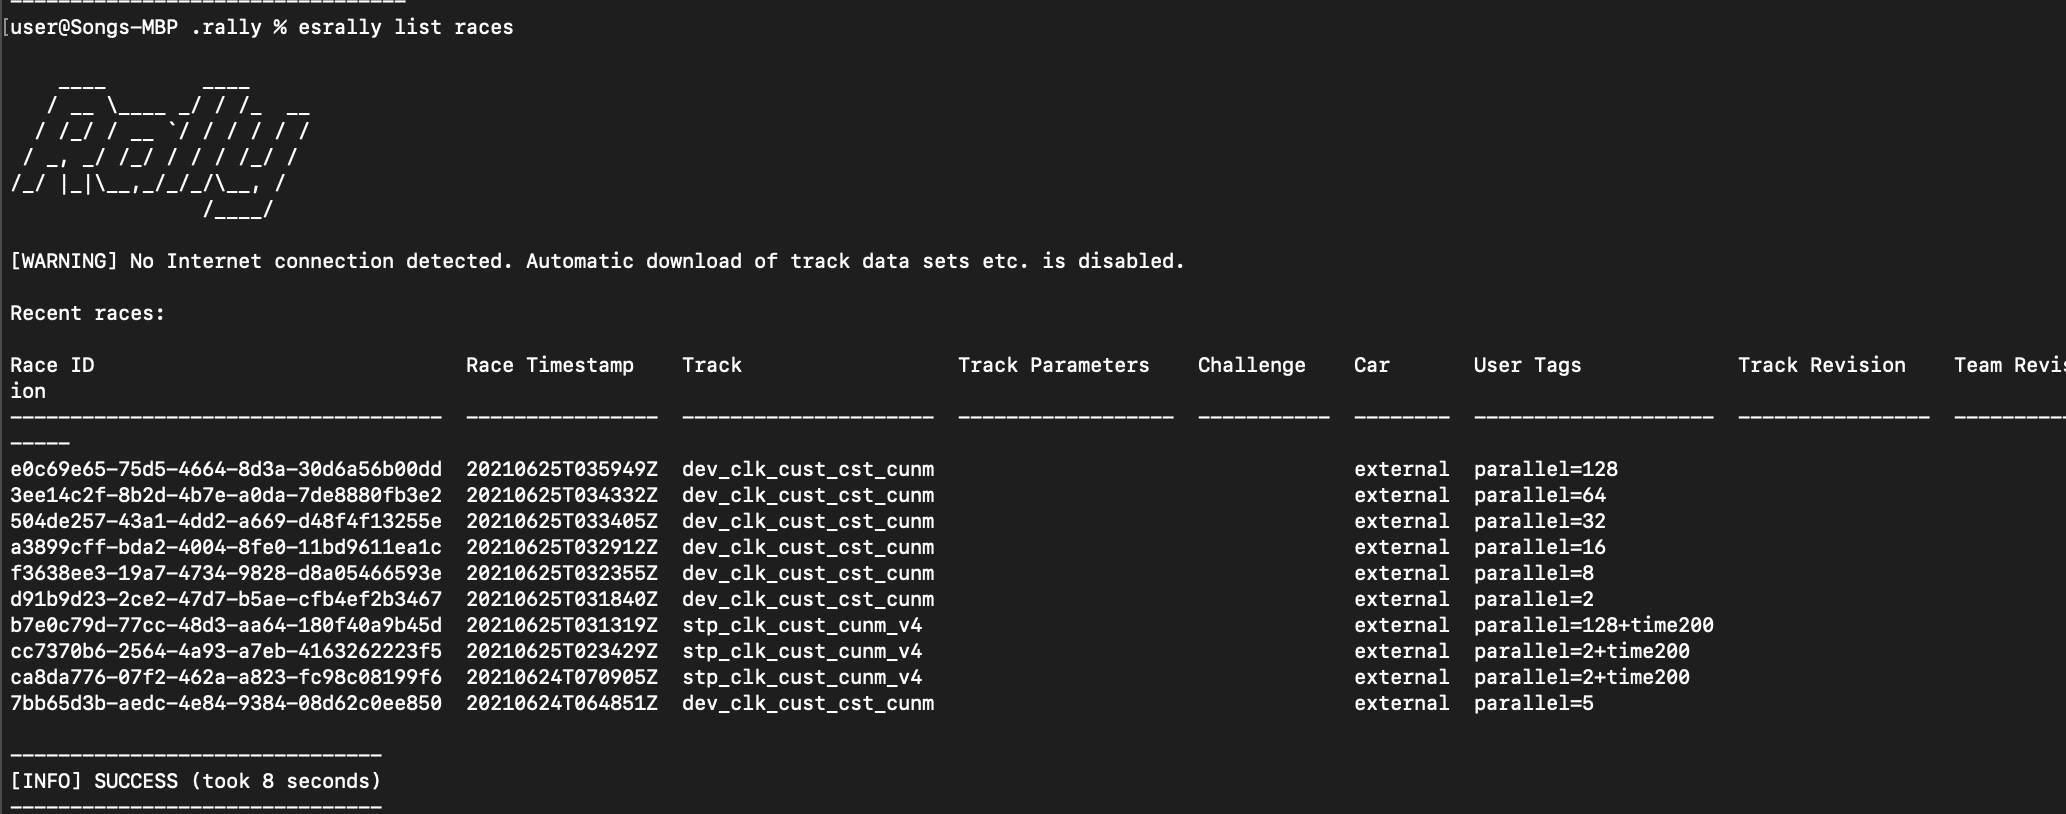 [user@Songs-MBP .rally % esrally list races
    ____        ____
   / __ \____ _/ / /_  __
  / /_/ / __ `/ / / / / /
 / _, _/ /_/ / / / /_/ /
/_/ |_|\__,_/_/_/\__, /
                /____/
[WARNING] No Internet connection detected. Automatic download of track data sets etc. is disabled.
Recent races:
Race ID                               Race Timestamp    Track                  Track Parameters    Challenge    Car       User Tags             Track Revision    Team Revis
ion
------------------------------------  ----------------  ---------------------  ------------------  -----------  --------  --------------------  ----------------  ----------
-----
e0c69e65-75d5-4664-8d3a-30d6a56b00dd  20210625T035949Z  dev_clk_cust_cst_cunm                                   external  parallel=128
3ee14c2f-8b2d-4b7e-a0da-7de8880fb3e2  20210625T034332Z  dev_clk_cust_cst_cunm                                   external  parallel=64
504de257-43a1-4dd2-a669-d48f4f13255e  20210625T033405Z  dev_clk_cust_cst_cunm                                   external  parallel=32
a3899cff-bda2-4004-8fe0-11bd9611ea1c  20210625T032912Z  dev_clk_cust_cst_cunm                                   external  parallel=16
f3638ee3-19a7-4734-9828-d8a05466593e  20210625T032355Z  dev_clk_cust_cst_cunm                                   external  parallel=8
d91b9d23-2ce2-47d7-b5ae-cfb4ef2b3467  20210625T031840Z  dev_clk_cust_cst_cunm                                   external  parallel=2
b7e0c79d-77cc-48d3-aa64-180f40a9b45d  20210625T031319Z  stp_clk_cust_cunm_v4                                    external  parallel=128+time200
cc7370b6-2564-4a93-a7eb-4163262223f5  20210625T023429Z  stp_clk_cust_cunm_v4                                    external  parallel=2+time200
ca8da776-07f2-462a-a823-fc98c08199f6  20210624T070905Z  stp_clk_cust_cunm_v4                                    external  parallel=2+time200
7bb65d3b-aedc-4e84-9384-08d62c0ee850  20210624T064851Z  dev_clk_cust_cst_cunm                                   external  parallel=5
-------------------------------
[INFO] SUCCESS (took 8 seconds)
-------------------------------